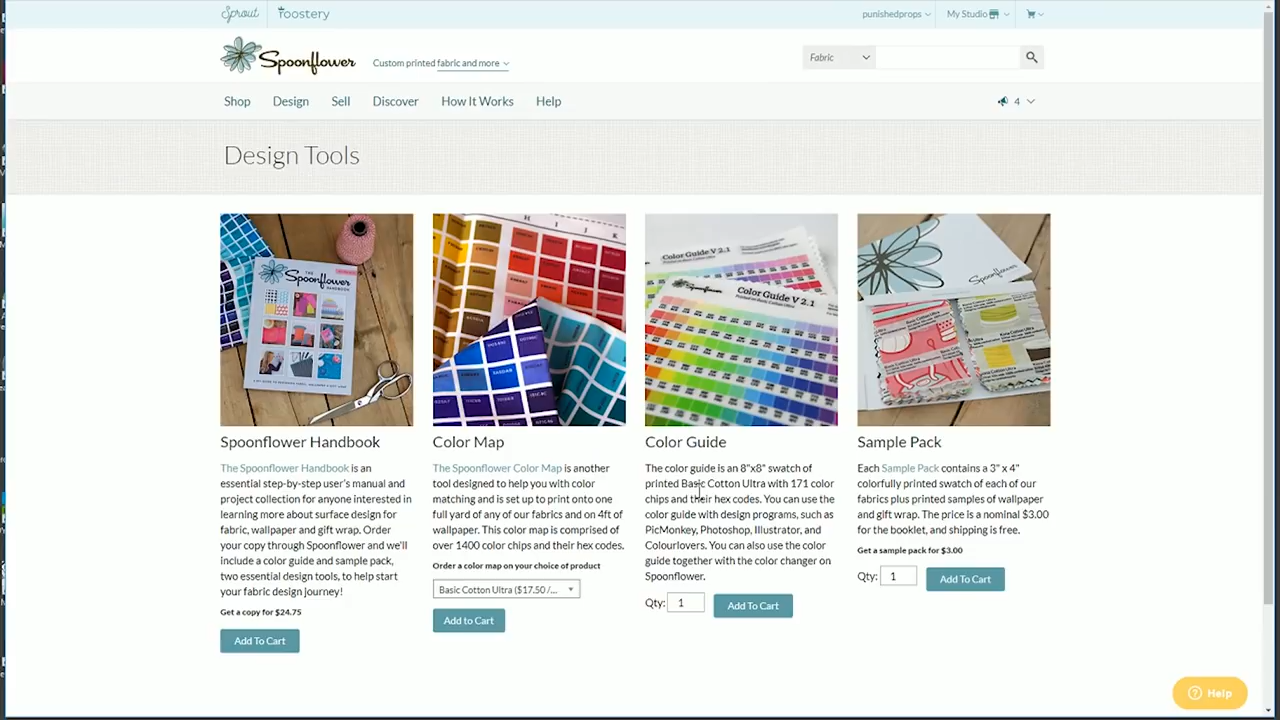 Sprout
roostery
punishedprops
My Studio
Spoonflower
Custom printed fabric and more
Fabric
Shop
Design
Sell
Discover
How It Works
Help
4
Design Tools
THE
Spoonflower
HANDBOOK
H I J K
Color Guide V 2.1
Color Guide V 2.1
Spoonflower
Spoonflower Handbook
The Spoonflower Handbook is an
essential step-by-step user's manual and
project collection for anyone interested in
learning more about surface design for
fabric, wallpaper and gift wrap. Order
your copy through Spoonflower and we'll
include a color guide and sample pack,
two essential design tools, to help start
your fabric design journey!
Get a copy for $24.75
Add To Cart
Color Map
The Spoonflower Color Map is another
tool designed to help you with color
matching and is set up to print onto one
full yard of any of our fabrics and on 4ft of
wallpaper. This color map is comprised of
over 1400 color chips and their hex codes.
Order a color map on your choice of product
Basic Cotton Ultra ($17.50 /...
Add to Cart
Color Guide
The color guide is an 8"x8" swatch of
printed Basic Cotton Ultra with 171 color
chips and their hex codes. You can use the
color guide with design programs, such as
PicMonkey, Photoshop, Illustrator, and
Colourlovers. You can also use the color
guide together with the color changer on
Spoonflower.
Qty: 1
Add To Cart
Sample Pack
Each Sample Pack contains a 3" x 4"
colorfully printed swatch of each of our
fabrics plus printed samples of wallpaper
and gift wrap. The price is a nominal $3.00
for the booklet, and shipping is free.
Get a sample pack for $3.00
Qty: 1
Add To Cart
Help